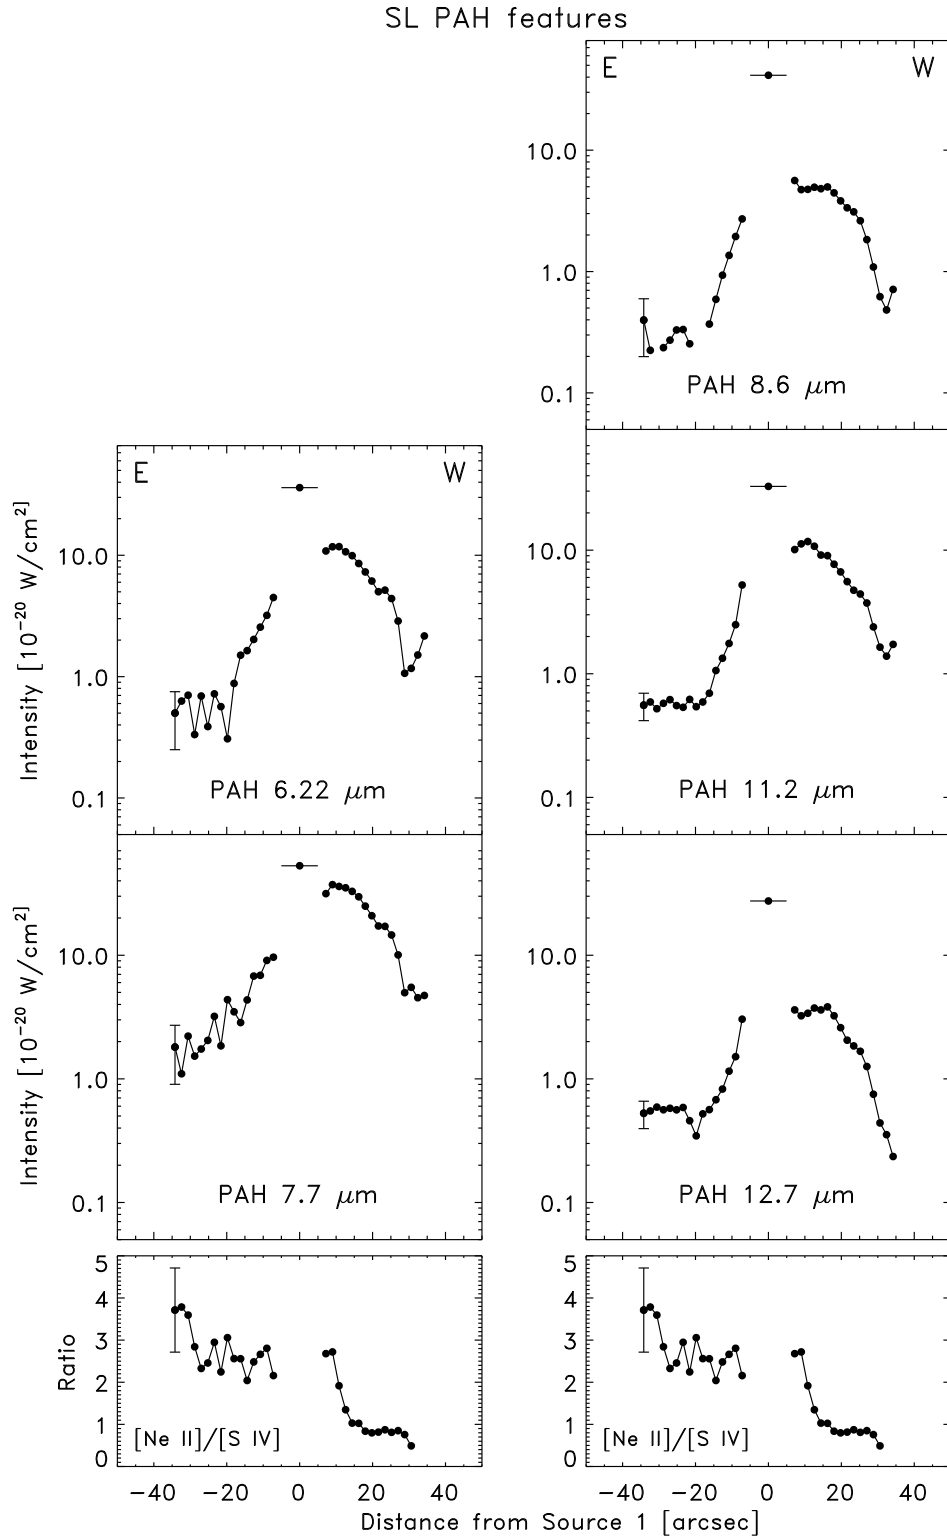 SL PAH features
E W
10.0
1.0
0.1
PAH 8.6 μm
E W
Intensity [10⁻²⁰ W/cm²]
10.0
1.0
0.1
PAH 6.22 μm
10.0
1.0
0.1
PAH 11.2 μm
Intensity [10⁻²⁰ W/cm²]
10.0
1.0
0.1
PAH 7.7 μm
10.0
1.0
0.1
PAH 12.7 μm
Ratio
5
4
3
2
1
0
[Ne II]/[S IV]
−40 −20 0 20 40
5
4
3
2
1
0
[Ne II]/[S IV]
−40 −20 0 20 40
Distance from Source 1 [arcsec]